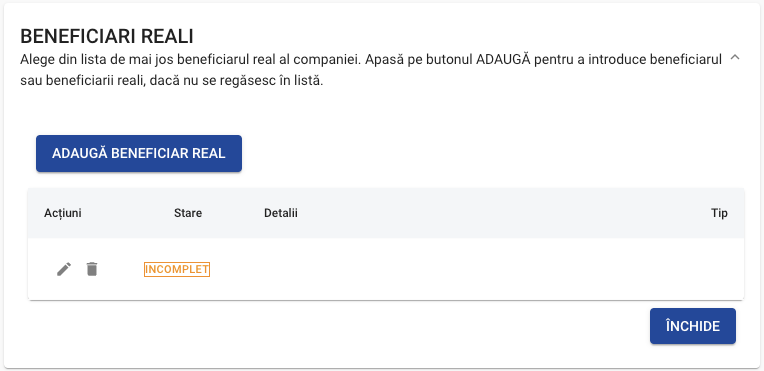 BENEFICIARI REALI
Alege din lista de mai jos beneficiarul real al companiei. Apasă pe butonul ADAUGĂ pentru a introduce beneficiarul
sau beneficiarii reali, dacă nu se regăsesc în listă.
ADAUGĂ BENEFICIAR REAL
Acțiuni Stare Detalii Tip
INCOMPLET
ÎNCHIDE